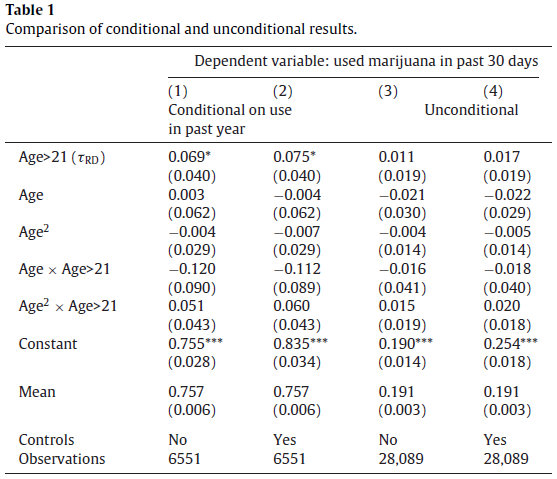 Table 1
Comparison of conditional and unconditional results.
Dependent variable: used marijuana in past 30 days
(1) (2) (3) (4)
Conditional on use Unconditional
in past year
Age>21 (τRD) 0.069* 0.075* 0.011 0.017
(0.040) (0.040) (0.019) (0.019)
Age 0.003 −0.004 −0.021 −0.022
(0.062) (0.062) (0.030) (0.029)
Age² −0.004 −0.007 −0.004 −0.005
(0.029) (0.029) (0.014) (0.014)
Age × Age>21 −0.120 −0.112 −0.016 −0.018
(0.090) (0.089) (0.041) (0.040)
Age² × Age>21 0.051 0.060 0.015 0.020
(0.043) (0.043) (0.019) (0.018)
Constant 0.755*** 0.835*** 0.190*** 0.254***
(0.028) (0.034) (0.014) (0.018)
Mean 0.757 0.757 0.191 0.191
(0.006) (0.006) (0.003) (0.003)
Controls No Yes No Yes
Observations 6551 6551 28,089 28,089